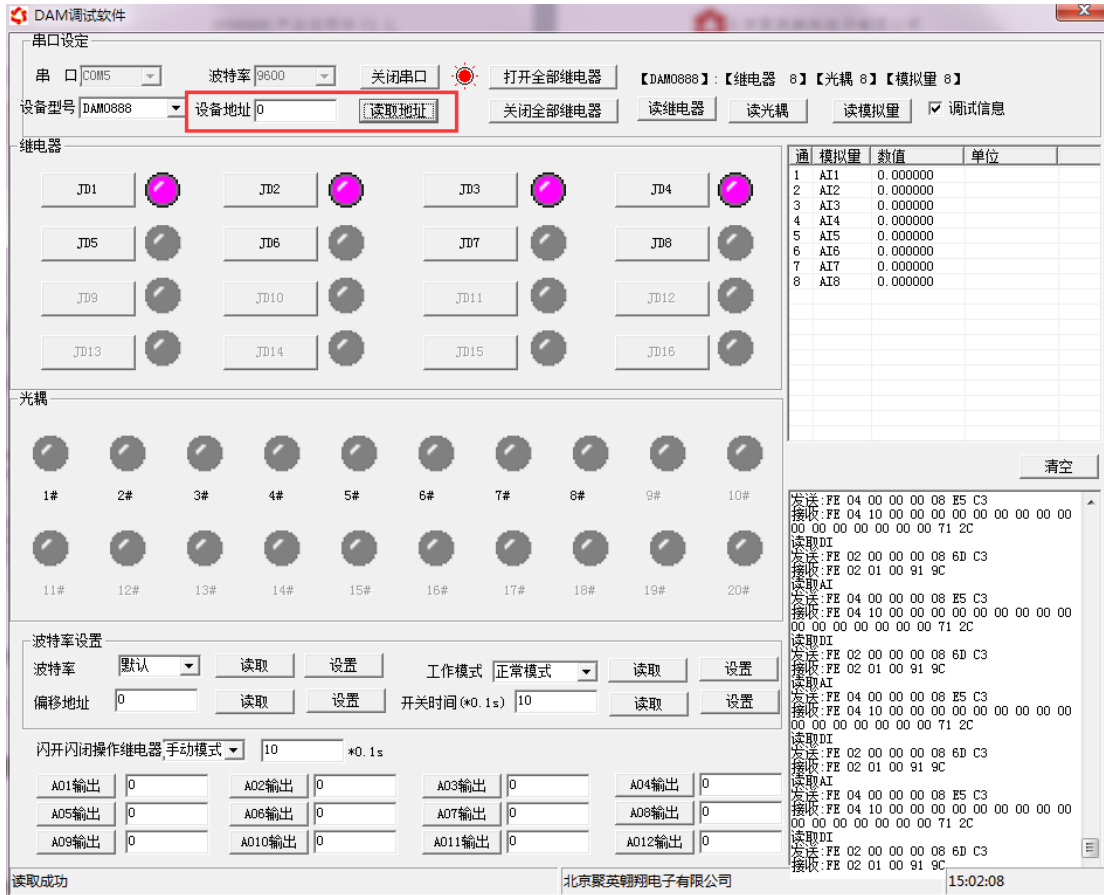 DAM调试软件
串口设定
串 口 COM5 波特率 9600 关闭串口 打开全部继电器 【DAM0888】:【继电器 8】【光耦 8】【模拟量 8】
设备型号 DAM0888 设备地址 0 读取地址 关闭全部继电器 读继电器 读光耦 读模拟量 调试信息
继电器
JD1 JD2 JD3 JD4
JD5 JD6 JD7 JD8
JD9 JD10 JD11 JD12
JD13 JD14 JD15 JD16
通 模拟量 数值 单位
1 AI1 0.000000
2 AI2 0.000000
3 AI3 0.000000
4 AI4 0.000000
5 AI5 0.000000
6 AI6 0.000000
7 AI7 0.000000
8 AI8 0.000000
光耦
1# 2# 3# 4# 5# 6# 7# 8# 9# 10#
11# 12# 13# 14# 15# 16# 17# 18# 19# 20#
清空
发送:FE 04 00 00 00 08 E5 C3
接收:FE 04 10 00 00 00 00 00 00 00 00 00
00 00 00 00 00 00 00 71 2C
读取DI
发送:FE 02 00 00 00 08 6D C3
接收:FE 02 01 00 91 9C
读取AI
发送:FE 04 00 00 00 08 E5 C3
接收:FE 04 10 00 00 00 00 00 00 00 00 00
00 00 00 00 00 00 00 71 2C
读取DI
发送:FE 02 00 00 00 08 6D C3
接收:FE 02 01 00 91 9C
读取AI
发送:FE 04 00 00 00 08 E5 C3
接收:FE 04 10 00 00 00 00 00 00 00 00 00
00 00 00 00 00 00 00 71 2C
读取DI
发送:FE 02 00 00 00 08 6D C3
接收:FE 02 01 00 91 9C
读取AI
发送:FE 04 00 00 00 08 E5 C3
接收:FE 04 10 00 00 00 00 00 00 00 00 00
00 00 00 00 00 00 00 71 2C
读取DI
发送:FE 02 00 00 00 08 6D C3
接收:FE 02 01 00 91 9C
波特率设置
波特率 默认 读取 设置 工作模式 正常模式 读取 设置
偏移地址 0 读取 设置 开关时间(*0.1s) 10 读取 设置
闪开闪闭操作继电器 手动模式 10 *0.1s
AO1输出 0 AO2输出 0 AO3输出 0 AO4输出 0
AO5输出 0 AO6输出 0 AO7输出 0 AO8输出 0
AO9输出 0 AO10输出 0 AO11输出 0 AO12输出 0
读取成功 北京聚英翱翔电子有限公司 15:02:08